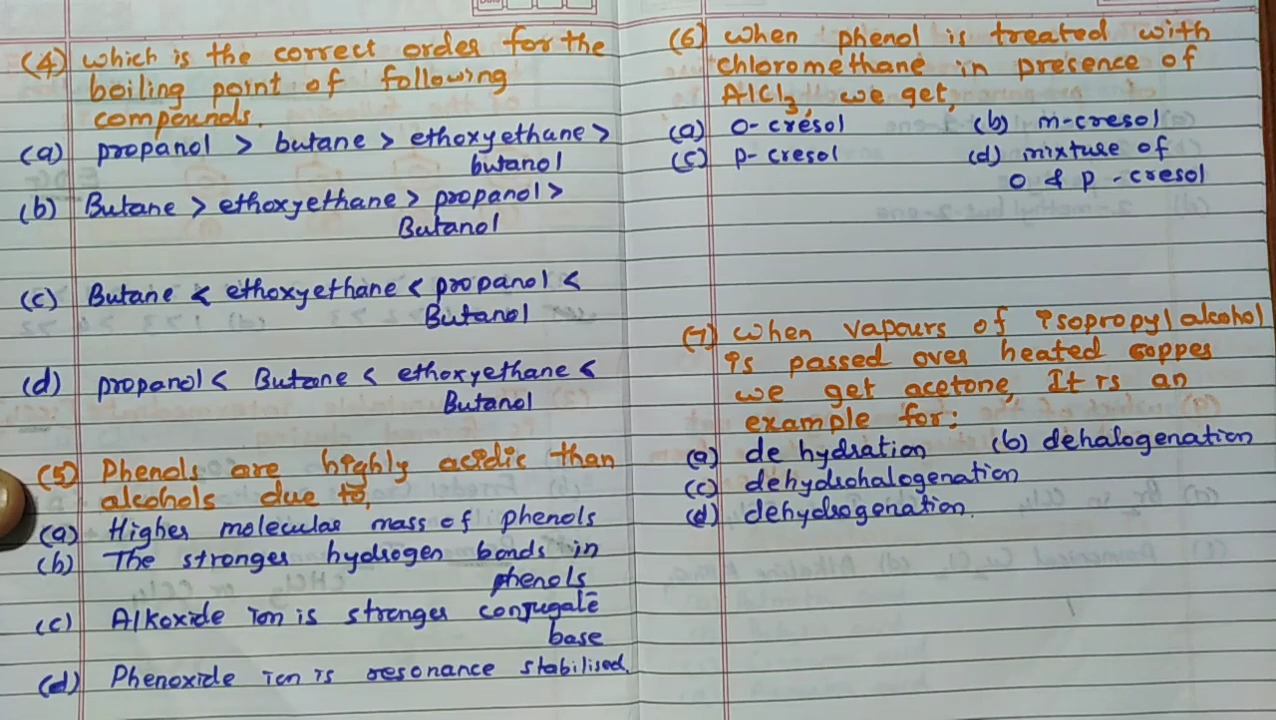 (4) which is the correct order for the
boiling point of following
compounds.
(a) propanol > butane > ethoxyethane >
butanol
(b) Butane > ethoxyethane > propanol >
Butanol
(c) Butane < ethoxyethane < propanol <
Butanol
(d) propanol < Butane < ethoxyethane <
Butanol
(5) Phenols are highly acidic than
alcohols due to,
(a) Higher molecular mass of phenols
(b) The stronger hydrogen bonds in
phenols
(c) Alkoxide ion is stronger conjugate
base
(d) Phenoxide ion is resonance stabilised.
(6) when phenol is treated with
chloromethane in presence of
AlCl3, we get,
(a) o-cresol (b) m-cresol
(c) p-cresol (d) mixture of
o & p-cresol
(7) when vapours of isopropyl alcohol
is passed over heated copper
we get acetone, It is an
example for:
(a) de hydration (b) dehalogenation
(c) dehydrohalogenation
(d) dehydrogenation.